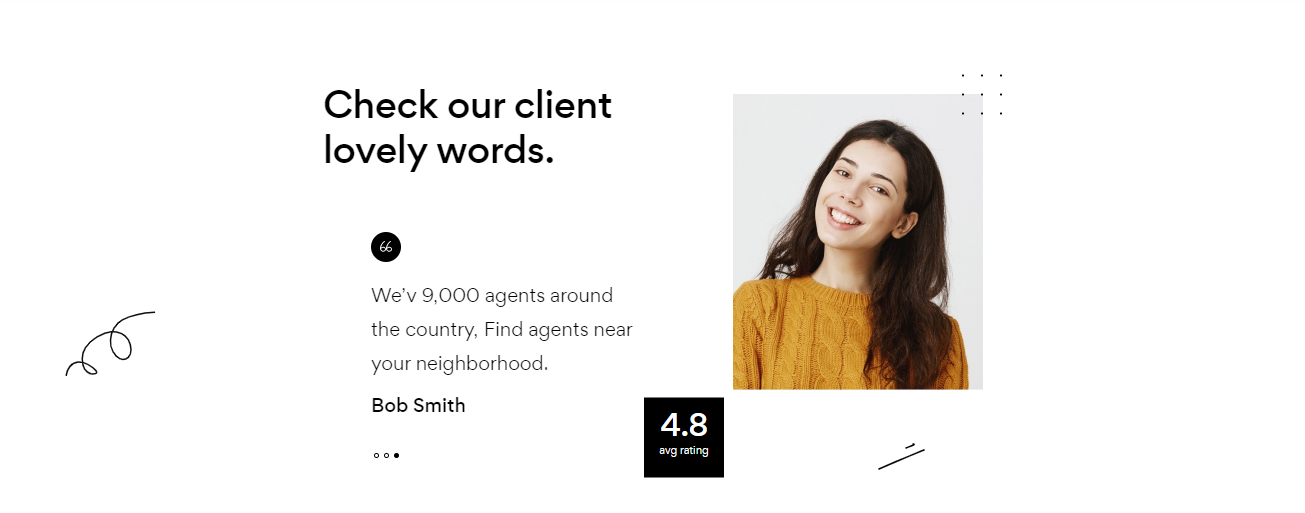 Check our client
lovely words.
We'v 9,000 agents around
the country, Find agents near
your neighborhood.
Bob Smith
4.8
avg rating